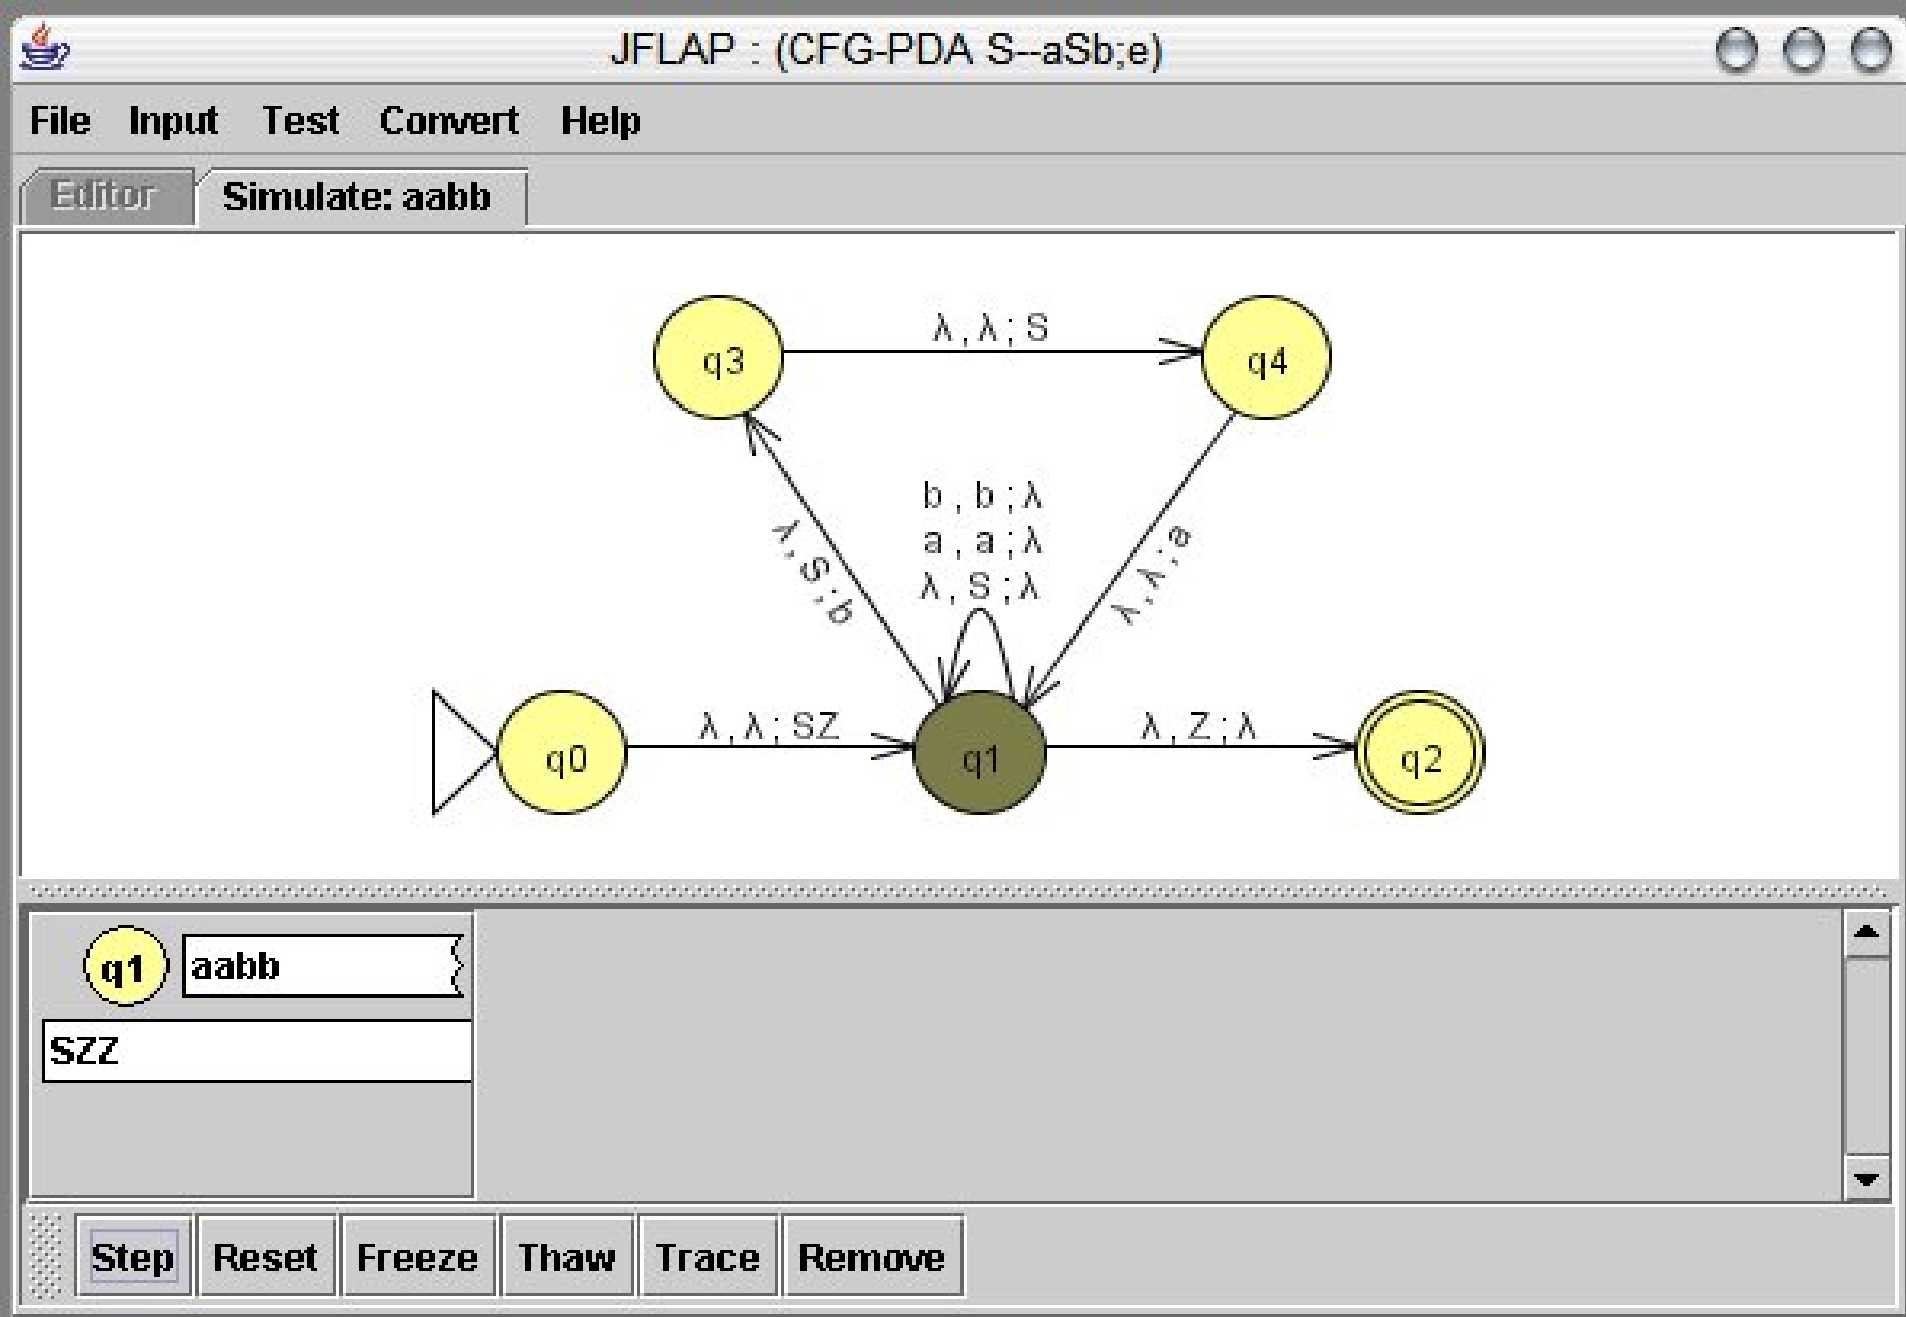 JFLAP : (CFG-PDA S--aSb;e)
File Input Test Convert Help
Editor Simulate: aabb
λ , λ ; S
q3
q4
b , b ; λ
a , a ; λ
λ , S ; λ
λ , S ; b
λ , λ ; a
λ , λ ; SZ
λ , Z ; λ
q0
q1
q2
q1 aabb
SZZ
Step Reset Freeze Thaw Trace Remove